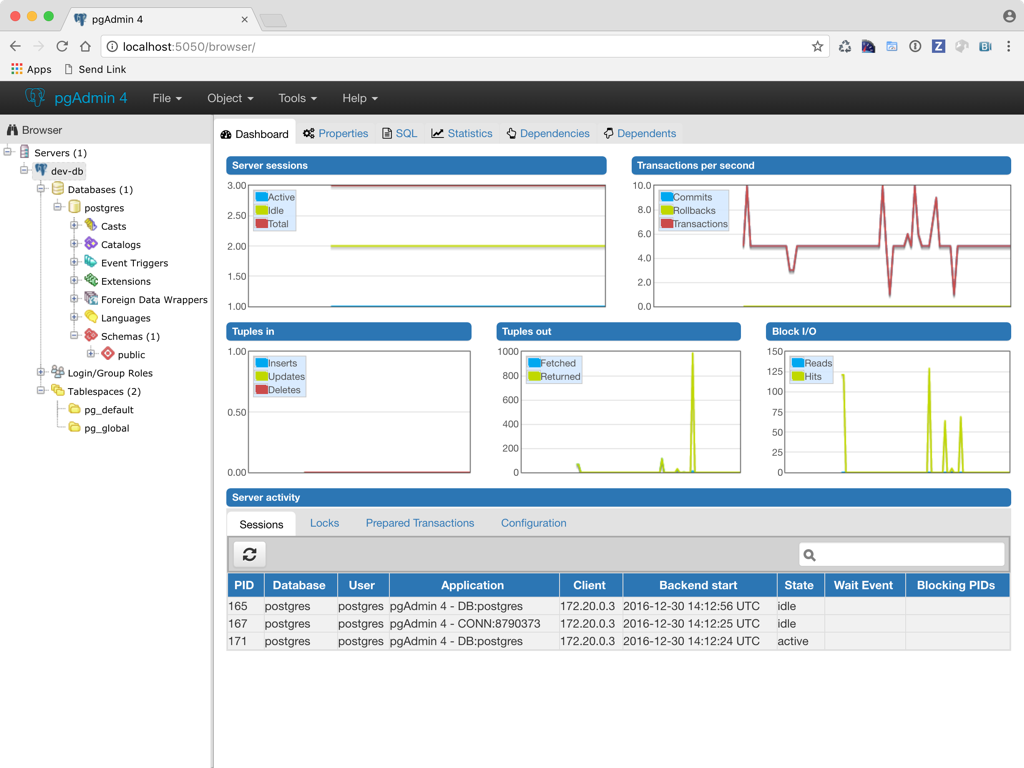 pgAdmin 4
localhost:5050/browser/
Apps Send Link
pgAdmin 4 File Object Tools Help
Browser
Servers (1)
dev-db
Databases (1)
postgres
Casts
Catalogs
Event Triggers
Extensions
Foreign Data Wrappers
Languages
Schemas (1)
public
Login/Group Roles
Tablespaces (2)
pg_default
pg_global
Dashboard Properties SQL Statistics Dependencies Dependents
Server sessions
3.00
2.50
2.00
1.50
1.00
Active
Idle
Total
Transactions per second
10.0
8.0
6.0
4.0
2.0
0.0
Commits
Rollbacks
Transactions
Tuples in
1.00
0.50
0.00
Inserts
Updates
Deletes
Tuples out
1000
800
600
400
200
0
Fetched
Returned
Block I/O
150
125
100
75
50
25
0
Reads
Hits
Server activity
Sessions Locks Prepared Transactions Configuration
PID Database User Application Client Backend start State Wait Event Blocking PIDs
165 postgres postgres pgAdmin 4 - DB:postgres 172.20.0.3 2016-12-30 14:12:56 UTC idle
167 postgres postgres pgAdmin 4 - CONN:8790373 172.20.0.3 2016-12-30 14:12:25 UTC idle
171 postgres postgres pgAdmin 4 - DB:postgres 172.20.0.3 2016-12-30 14:12:24 UTC active